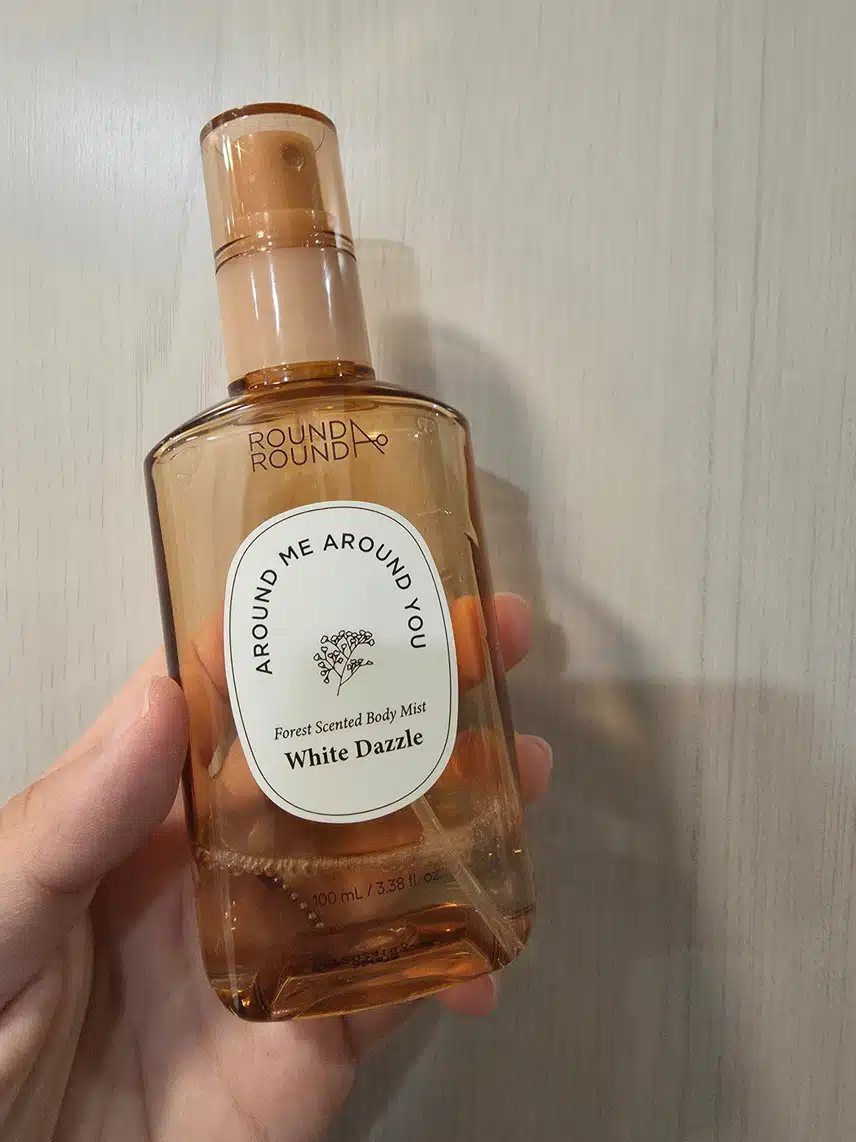 ROUND A
ROUND
AROUND ME AROUND YOU
Forest Scented Body Mist
White Dazzle
100 mL / 3.38 fl. oz.